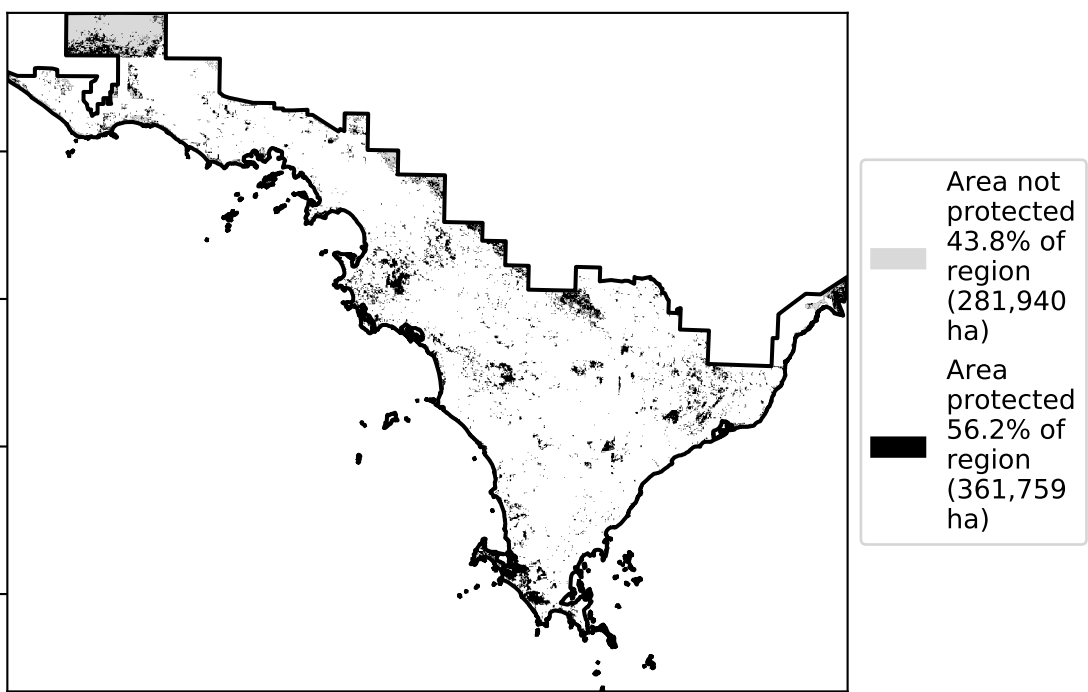 Area not
protected
43.8% of
region
(281,940
ha)
Area
protected
56.2% of
region
(361,759
ha)